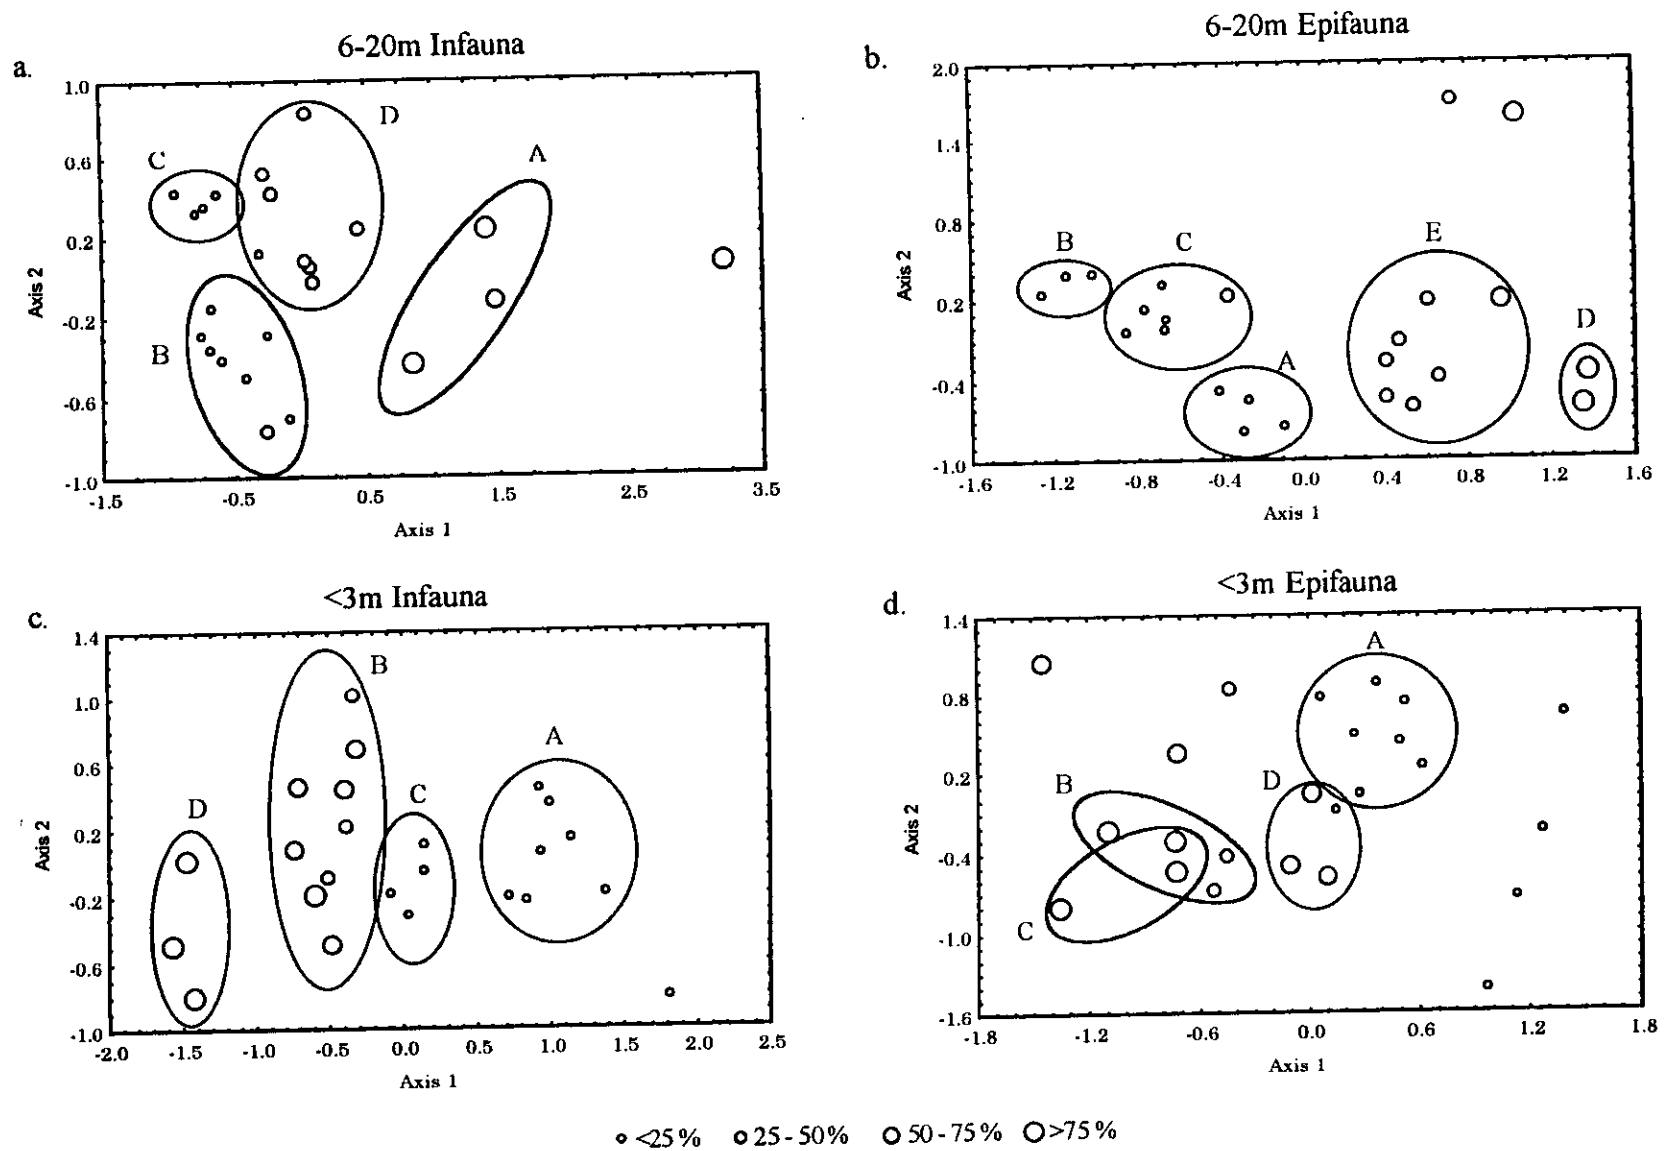 a.
6-20m Infauna
1.0
0.6
0.2
-0.2
-0.6
-1.0
Axis 2
C
D
A
B
-1.5 -0.5 0.5 1.5 2.5 3.5
Axis 1
b.
6-20m Epifauna
2.0
1.4
0.8
0.2
-0.4
-1.0
Axis 2
B
C
E
A
D
-1.6 -1.2 -0.8 -0.4 0.0 0.4 0.8 1.2 1.6
Axis 1
c.
<3m Infauna
1.4
1.0
0.6
0.2
-0.2
-0.6
-1.0
Axis 2
B
A
D
C
-2.0 -1.5 -1.0 -0.5 0.0 0.5 1.0 1.5 2.0 2.5
Axis 1
d.
<3m Epifauna
1.4
0.8
0.2
-0.4
-1.0
-1.6
Axis 2
A
B
D
C
-1.8 -1.2 -0.6 0.0 0.6 1.2 1.8
Axis 1
<25% 25-50% 50-75% >75%